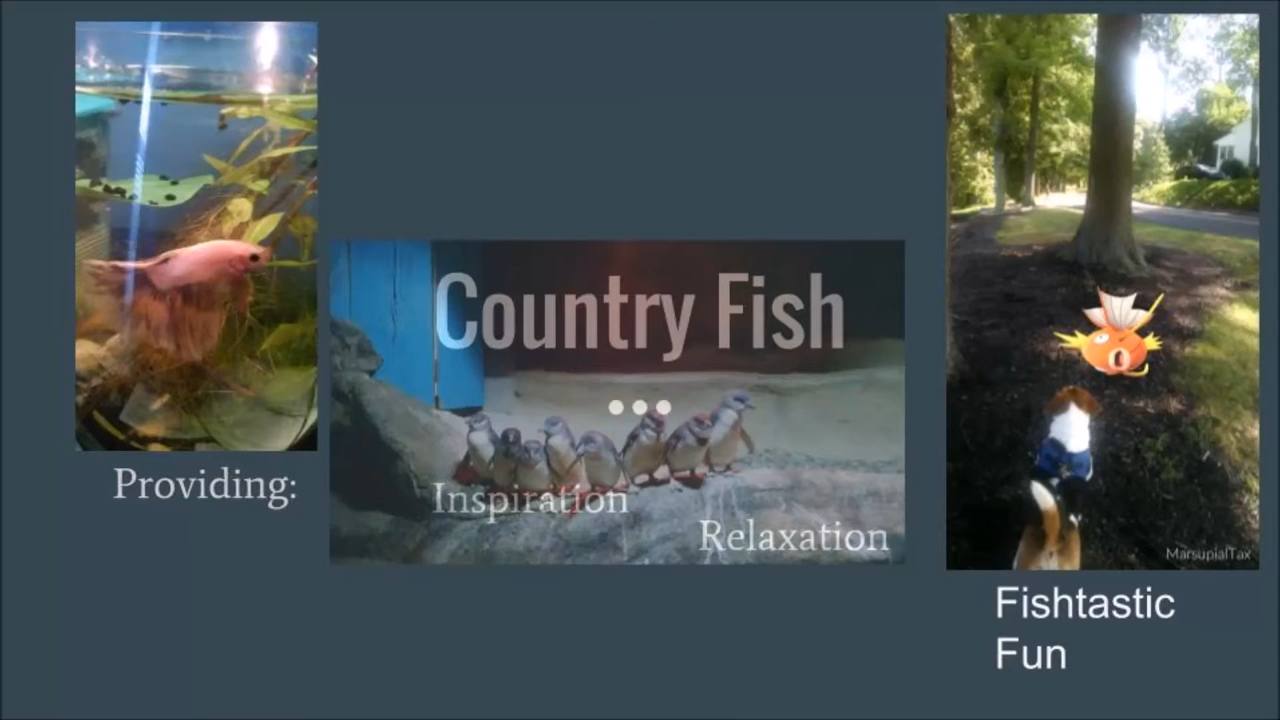 Country Fish
Providing:
Inspiration
Relaxation
MarsupialTax
Fishtastic
Fun